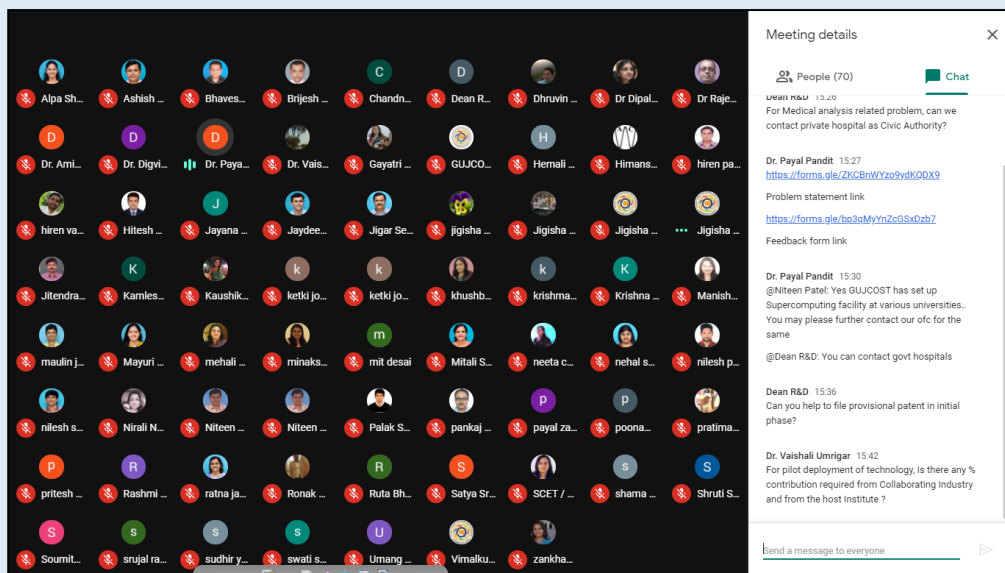 Meeting details
People (70)
Chat
C
D
Alpa Sh...
Ashish ...
Bhaves...
Brijesh ...
Chandn...
Dean R...
Dhruvin ...
Dr Dipal...
Dr Raje...
D
D
D
H
Dr. Ami...
Dr. Digvi...
Dr. Paya...
Dr. Vais...
Gayatri ...
GUJCO...
Hemali ...
Himans...
hiren pa...
J
hiren va...
Hitesh ...
Jayana ...
Jaydee...
Jigar Se...
jigisha ...
Jigisha ...
Jigisha ...
Jigisha ...
K
k
k
k
K
Jitendra...
Kamles...
Kaushik...
ketki jo...
ketki jo...
khushb...
krishma...
Krishna ...
Manish...
m
maulin j...
Mayuri ...
mehali ...
minaks...
mit desai
Mitali S...
neeta c...
nehal s...
nilesh p...
p
p
nilesh s...
Nirali N...
Niteen ...
Niteen ...
Palak S...
pankaj ...
payal za...
poona...
pratima...
p
R
R
S
s
S
pritesh ...
Rashmi ...
ratna ja...
Ronak ...
Ruta Bh...
Satya Sr...
SCET / ...
shama ...
Shruti S...
S
s
s
s
U
Soumit...
srujal ra...
sudhir y...
swati s...
Umang ...
Vimalku...
zankha...
Dean R&D 15:26
For Medical analysis related problem, can we
contact private hospital as Civic Authority?
Dr. Payal Pandit 15:27
https://forms.gle/ZKCBnWYzo9ydKQDX9
Problem statement link
https://forms.gle/bp3qMyYnZcGSxDzb7
Feedback form link
Dr. Payal Pandit 15:30
@Niteen Patel: Yes GUJCOST has set up
Supercomputing facility at various universities..
You may please further contact our ofc for the
same
@Dean R&D: You can contact govt hospitals
Dean R&D 15:36
Can you help to file provisional patent in initial
phase?
Dr. Vaishali Umrigar 15:42
For pilot deployment of technology, Is there any %
contribution required from Collaborating Industry
and from the host Institute ?
Send a message to everyone